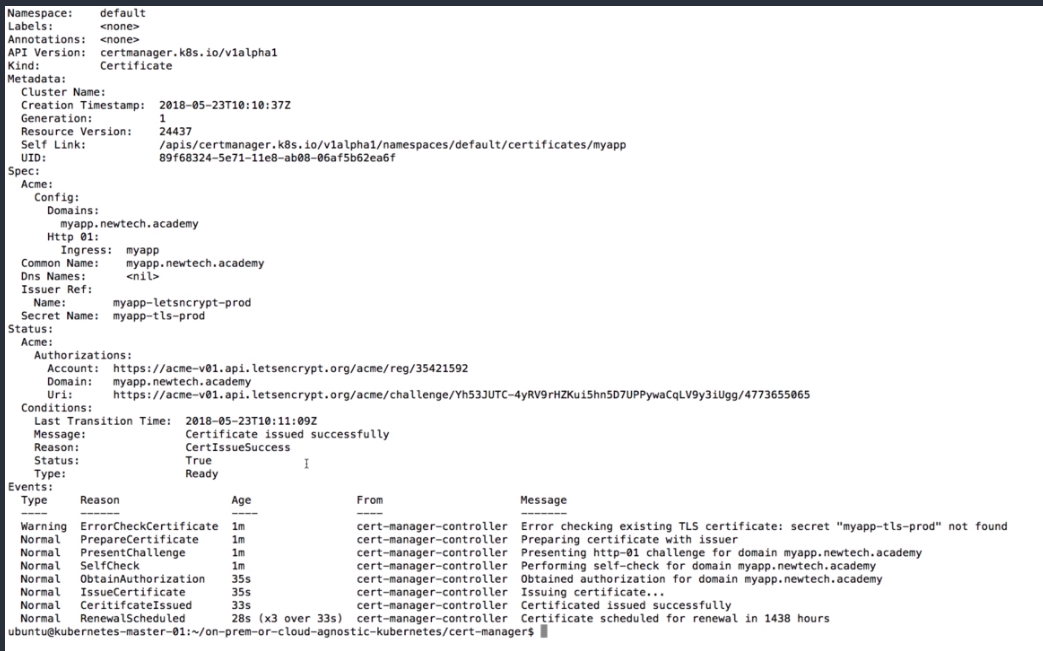 Namespace:    default
Labels:       <none>
Annotations:  <none>
API Version:  certmanager.k8s.io/v1alpha1
Kind:         Certificate
Metadata:
  Cluster Name:
  Creation Timestamp:  2018-05-23T10:10:37Z
  Generation:          1
  Resource Version:    24437
  Self Link:           /apis/certmanager.k8s.io/v1alpha1/namespaces/default/certificates/myapp
  UID:                 89f68324-5e71-11e8-ab08-06af5b62ea6f
Spec:
  Acme:
    Config:
      Domains:
        myapp.newtech.academy
      Http 01:
        Ingress:  myapp
  Common Name:    myapp.newtech.academy
  Dns Names:      <nil>
  Issuer Ref:
    Name:       myapp-letsncrypt-prod
  Secret Name:  myapp-tls-prod
Status:
  Acme:
    Authorizations:
      Account:  https://acme-v01.api.letsencrypt.org/acme/reg/35421592
      Domain:   myapp.newtech.academy
      Uri:      https://acme-v01.api.letsencrypt.org/acme/challenge/Yh53JUTC-4yRV9rHZKui5hn5D7UPPywaCqLV9y3iUgg/4773655065
  Conditions:
    Last Transition Time:  2018-05-23T10:11:09Z
    Message:               Certificate issued successfully
    Reason:                CertIssueSuccess
    Status:                True
    Type:                  Ready
Events:
  Type     Reason                 Age                From                     Message
  ----     ------                 ----               ----                     -------
  Warning  ErrorCheckCertificate  1m                 cert-manager-controller  Error checking existing TLS certificate: secret "myapp-tls-prod" not found
  Normal   PrepareCertificate     1m                 cert-manager-controller  Preparing certificate with issuer
  Normal   PresentChallenge       1m                 cert-manager-controller  Presenting http-01 challenge for domain myapp.newtech.academy
  Normal   SelfCheck              1m                 cert-manager-controller  Performing self-check for domain myapp.newtech.academy
  Normal   ObtainAuthorization    35s                cert-manager-controller  Obtained authorization for domain myapp.newtech.academy
  Normal   IssueCertificate       35s                cert-manager-controller  Issuing certificate...
  Normal   CeritifcateIssued      33s                cert-manager-controller  Certificated issued successfully
  Normal   RenewalScheduled       28s (x3 over 33s)  cert-manager-controller  Certificate scheduled for renewal in 1438 hours
ubuntu@kubernetes-master-01:~/on-prem-or-cloud-agnostic-kubernetes/cert-manager$